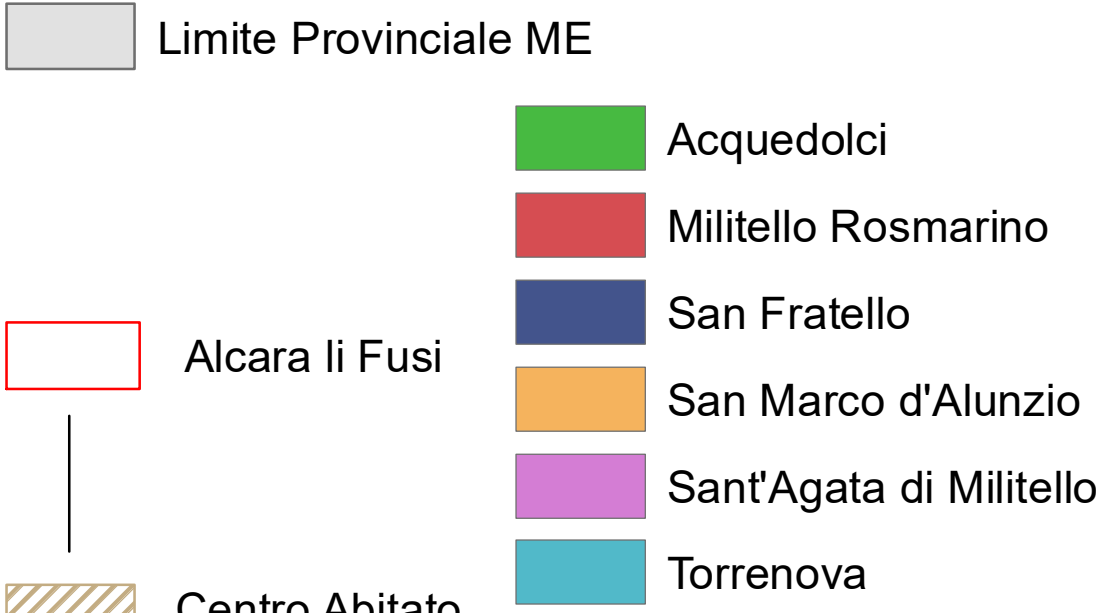 Limite Provinciale ME
Acquedolci
Militello Rosmarino
San Fratello
Alcara li Fusi
San Marco d'Alunzio
Sant'Agata di Militello
Torrenova
Centro Abitato